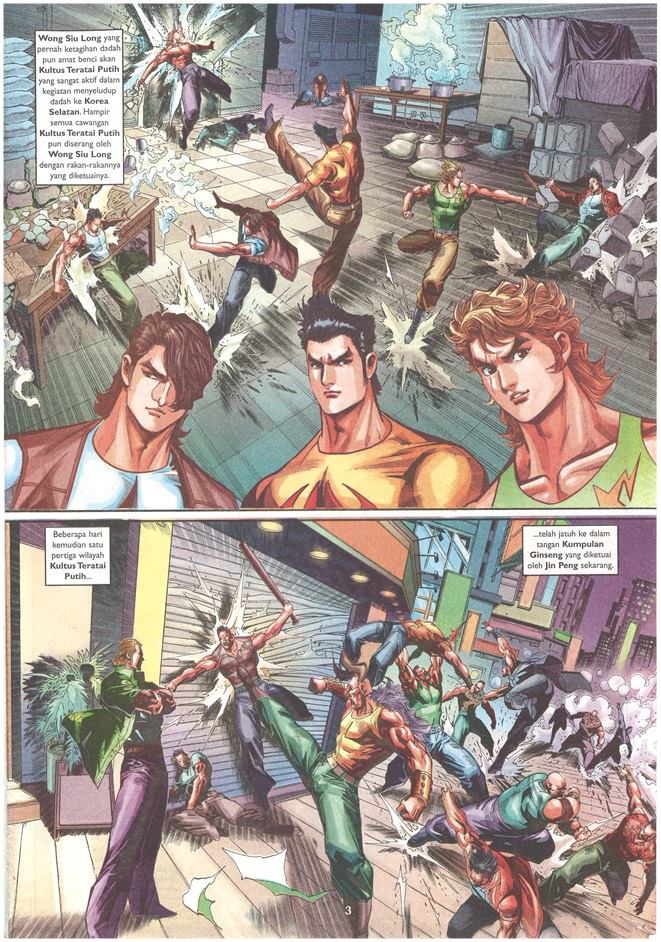 Wong Siu Long yang
pernah ketagihan dadah
pun amat benci akan
Kultus Teratai Putih
yang sangat aktif dalam
kegiatan menyeludup
dadah ke Korea
Selatan. Hampir
semua cawangan
Kultus Teratai Putih
pun diserang oleh
Wong Siu Long
dengan rakan-rakannya
yang diketuainya.
Beberapa hari
kemudian satu
pertiga wilayah
Kultus Teratai
Putih...
...telah jatuh ke dalam
tangan Kumpulan
Ginseng yang diketuai
oleh Jin Peng sekarang.
3